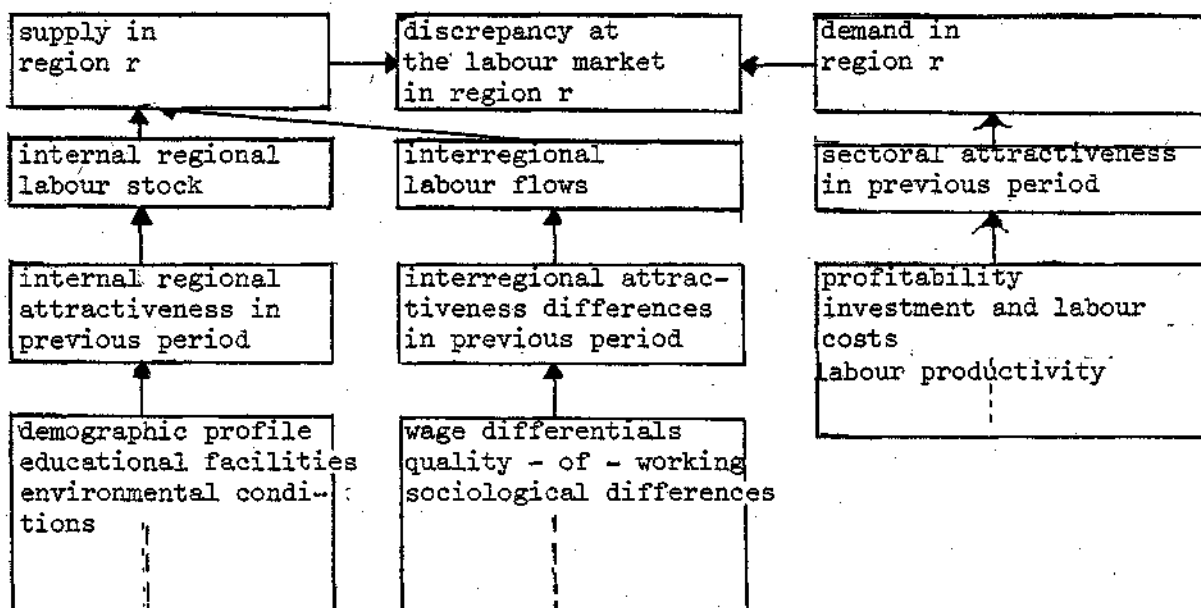 supply in
region r
discrepancy at
the labour market
in region r
demand in
region r
internal regional
labour stock
interregional
labour flows
sectoral attractiveness
in previous period
internal regional
attractiveness in
previous period
interregional attrac-
tiveness differences
in previous period
profitability
investment and labour
costs
labour productivity
demographic profile
educational facilities
environmental condi-
tions
wage differentials
quality - of - working
sociological differences